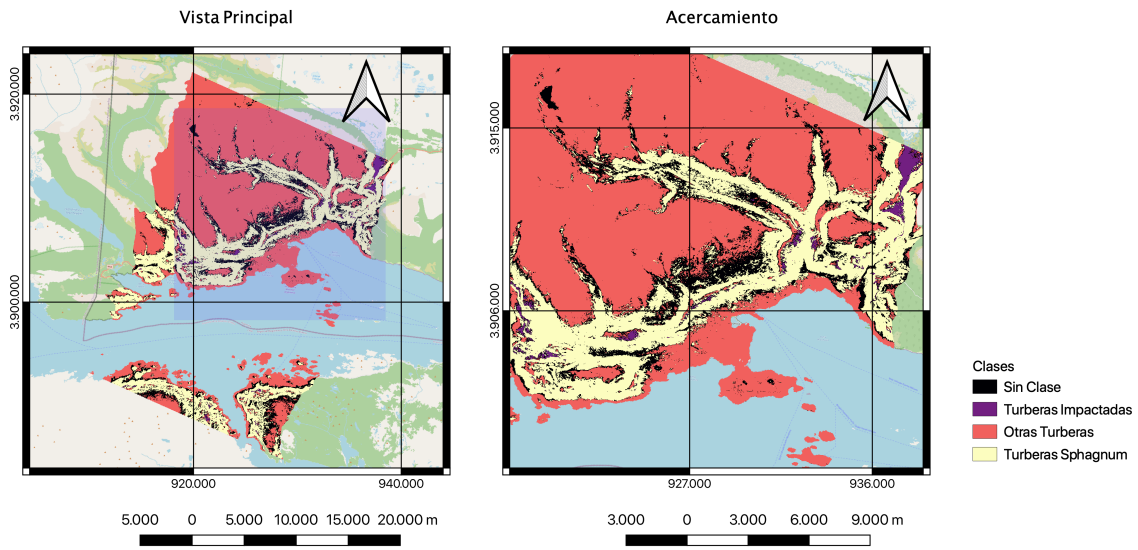 Vista Principal
Acercamiento
3.920.000
3.900.000
920.000
940.000
3.915.000
3.906.000
927.000
936.000
Clases
Sin Clase
Turberas Impactadas
Otras Turberas
Turberas Sphagnum
5.000 0 5.000 10.000 15.000 20.000 m
3.000 0 3.000 6.000 9.000 m